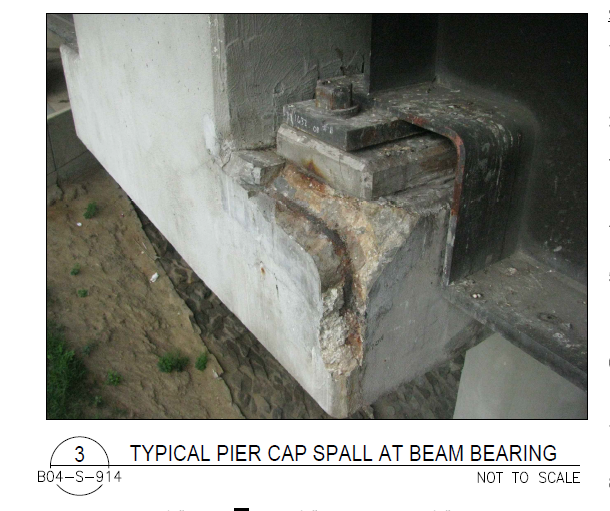 3
TYPICAL PIER CAP SPALL AT BEAM BEARING
B04-S-914
NOT TO SCALE